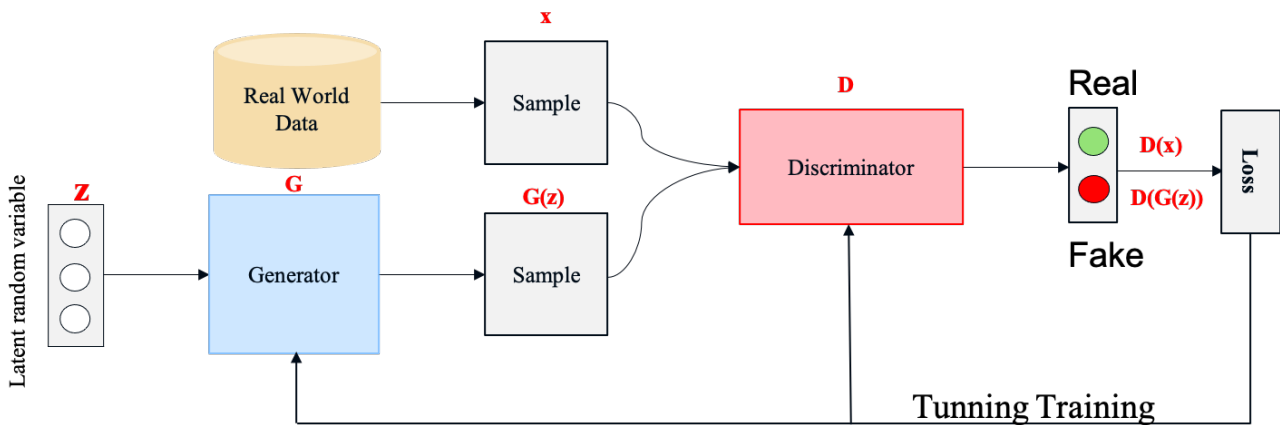 x
Real World
Data
Sample
D
Discriminator
Real
D(x)
D(G(z))
Fake
Loss
Latent random variable
Z
G
Generator
G(z)
Sample
Tunning Training